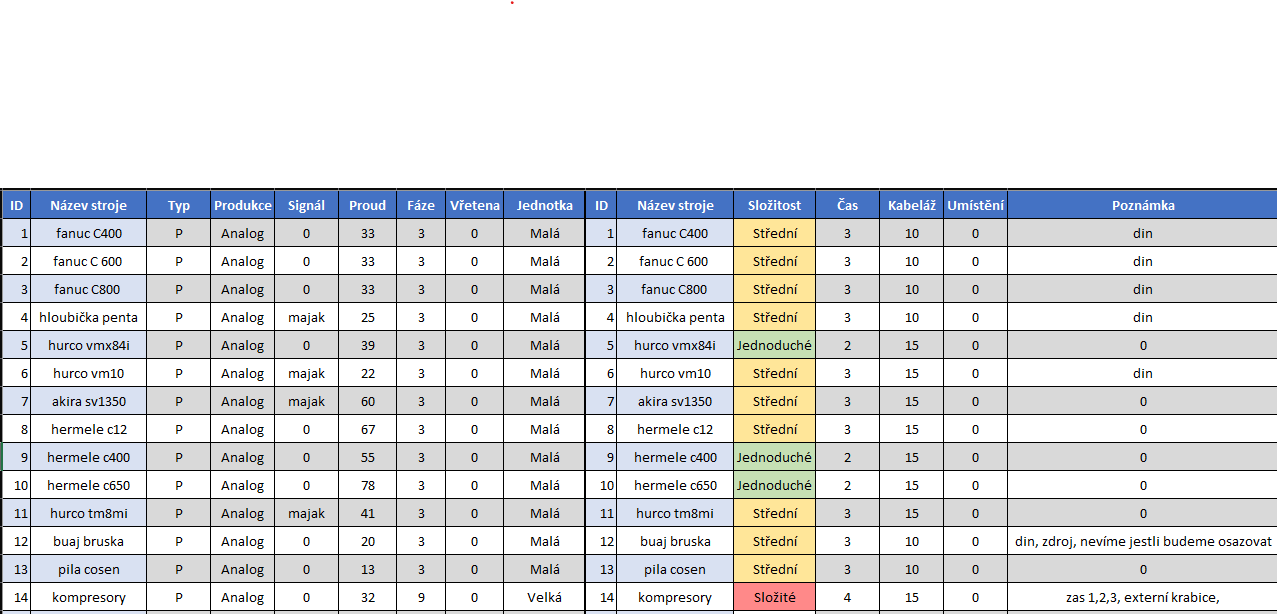 ID Název stroje Typ Produkce Signál Proud Fáze Vřetena Jednotka ID Název stroje Složitost Čas Kabeláž Umístění Poznámka
1 fanuc C400 P Analog 0 33 3 0 Malá 1 fanuc C400 Střední 3 10 0 din
2 fanuc C 600 P Analog 0 33 3 0 Malá 2 fanuc C 600 Střední 3 10 0 din
3 fanuc C800 P Analog 0 33 3 0 Malá 3 fanuc C800 Střední 3 10 0 din
4 hloubička penta P Analog majak 25 3 0 Malá 4 hloubička penta Střední 3 10 0 din
5 hurco vmx84i P Analog 0 39 3 0 Malá 5 hurco vmx84i Jednoduché 2 15 0 0
6 hurco vm10 P Analog majak 22 3 0 Malá 6 hurco vm10 Střední 3 15 0 din
7 akira sv1350 P Analog majak 60 3 0 Malá 7 akira sv1350 Střední 3 15 0 0
8 hermele c12 P Analog 0 67 3 0 Malá 8 hermele c12 Střední 3 15 0 0
9 hermele c400 P Analog 0 55 3 0 Malá 9 hermele c400 Jednoduché 2 15 0 0
10 hermele c650 P Analog 0 78 3 0 Malá 10 hermele c650 Jednoduché 2 15 0 0
11 hurco tm8mi P Analog majak 41 3 0 Malá 11 hurco tm8mi Střední 3 15 0 0
12 buaj bruska P Analog 0 20 3 0 Malá 12 buaj bruska Střední 3 10 0 din, zdroj, nevíme jestli budeme osazovat
13 pila cosen P Analog 0 13 3 0 Malá 13 pila cosen Střední 3 10 0 0
14 kompresory P Analog 0 32 9 0 Velká 14 kompresory Složité 4 15 0 zas 1,2,3, externí krabice,